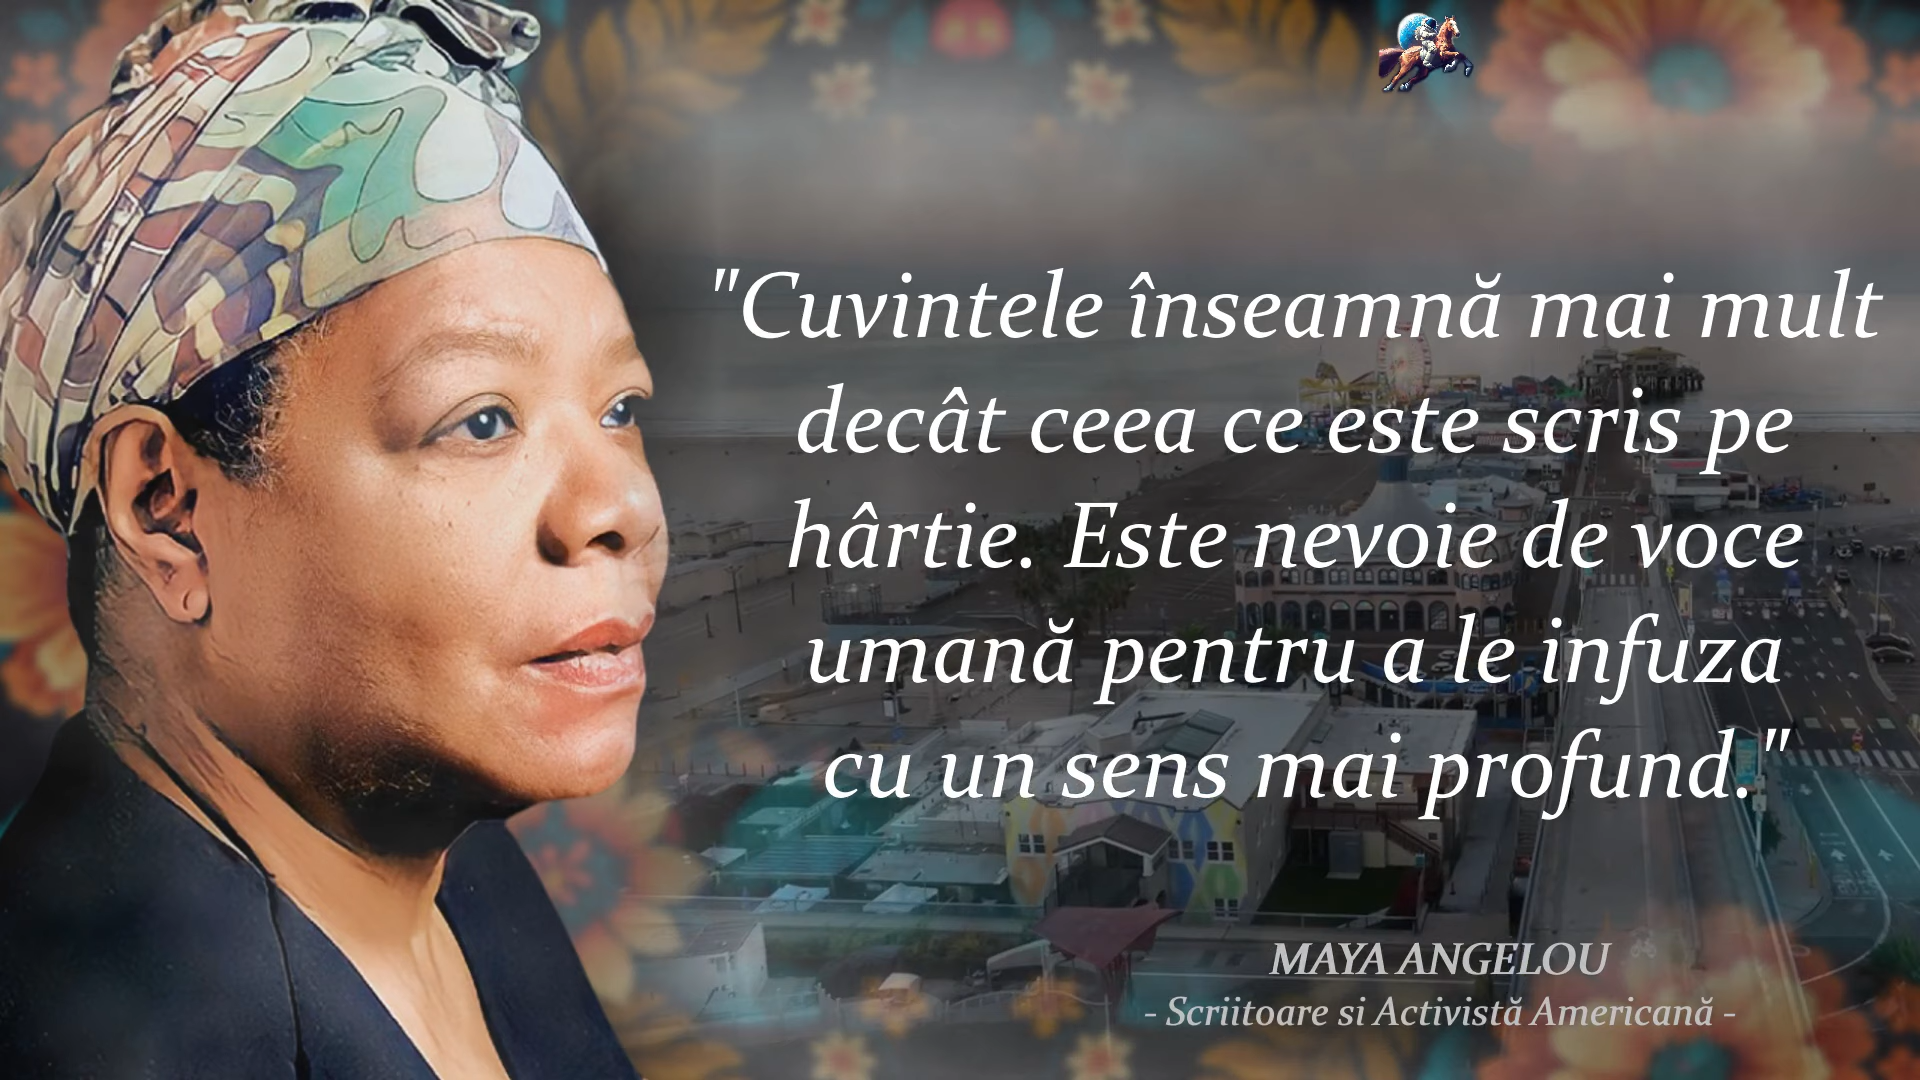 "Cuvintele înseamnă mai mult
decât ceea ce este scris pe
hârtie. Este nevoie de voce
umană pentru a le infuza
cu un sens mai profund."
MAYA ANGELOU
- Scriitoare si Activistă Americană -